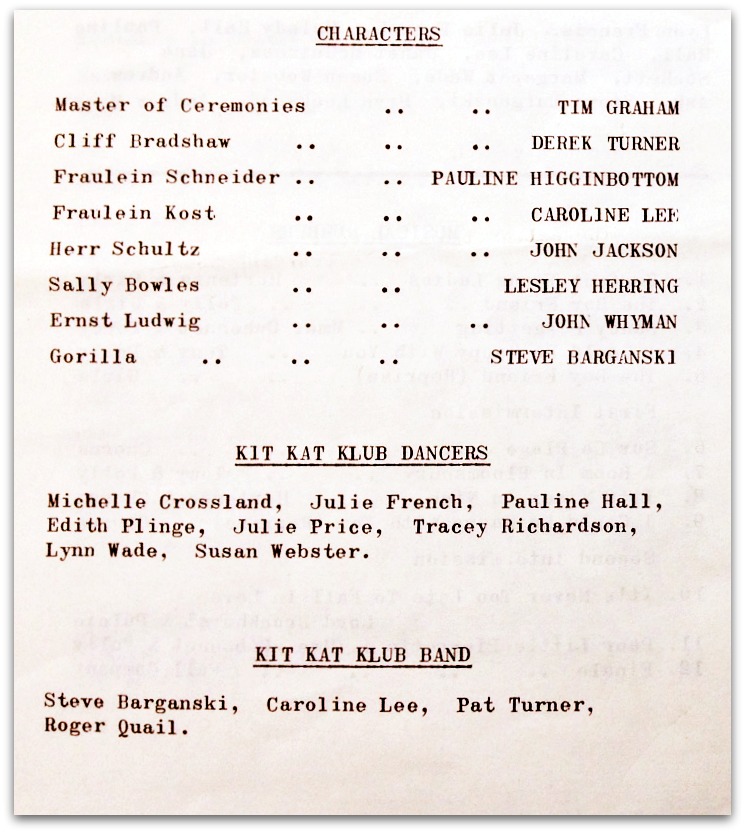 CHARACTERS
Master of Ceremonies .. .. TIM GRAHAM
Cliff Bradshaw .. .. .. DEREK TURNER
Fraulein Schneider .. .. PAULINE HIGGINBOTTOM
Fraulein Kost .. .. .. CAROLINE LEE
Herr Schultz .. .. .. JOHN JACKSON
Sally Bowles .. .. LESLEY HERRING
Ernst Ludwig .. .. .. JOHN WHYMAN
Gorilla .. .. .. STEVE BARGANSKI
KIT KAT KLUB DANCERS
Michelle Crossland, Julie French, Pauline Hall,
Edith Plinge, Julie Price, Tracey Richardson,
Lynn Wade, Susan Webster.
KIT KAT KLUB BAND
Steve Barganski, Caroline Lee, Pat Turner,
Roger Quail.